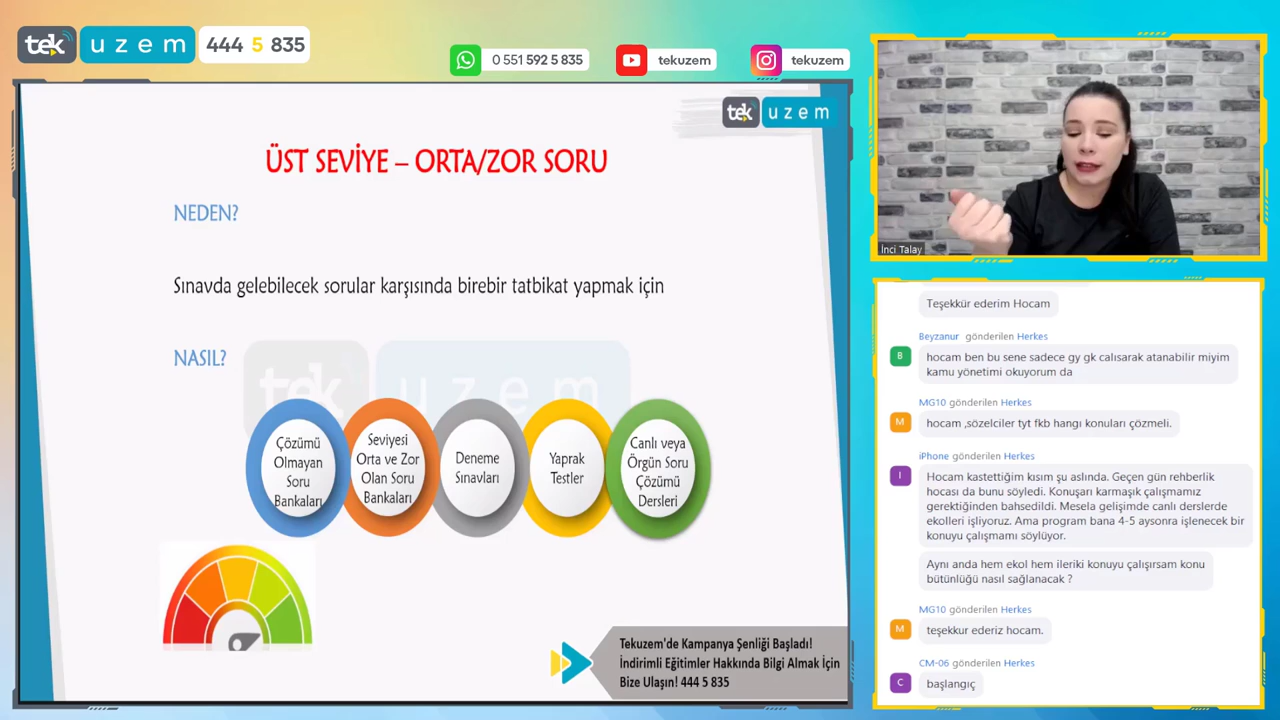 tek uzem 444 5 835
0 551 592 5 835
tekuzem
tekuzem
tek uzem
ÜST SEVİYE – ORTA/ZOR SORU
NEDEN?
Sınavda gelebilecek sorular karşısında birebir tatbikat yapmak için
NASIL?
tek uzem
Çözümü
Olmayan
Soru
Bankaları
Seviyesi
Orta ve Zor
Olan Soru
Bankaları
Deneme
Sınavları
Yaprak
Testler
Canlı veya
Örgün Soru
Çözümü
Dersleri
Tekuzem'de Kampanya Şenliği Başladı!
İndirimli Eğitimler Hakkında Bilgi Almak İçin
Bize Ulaşın! 444 5 835
İnci Talay
Teşekkür ederim Hocam
Beyzanur gönderilen Herkes
B
hocam ben bu sene sadece gy gk calısarak atanabilir miyim
kamu yönetimi okuyorum da
MG10 gönderilen Herkes
M
hocam ,sözelciler tyt fkb hangı konuları çözmeli.
iPhone gönderilen Herkes
I
Hocam kastettiğim kısım şu aslında. Geçen gün rehberlik
hocası da bunu söyledi. Konuşarı karmaşık çalışmamız
gerektiğinden bahsedildi. Mesela gelişimde canlı derslerde
ekolleri işliyoruz. Ama program bana 4-5 aysonra işlenecek bir
konuyu çalışmamı söylüyor.
Aynı anda hem ekol hem ileriki konuyu çalışırsam konu
bütünlüğü nasıl sağlanacak ?
MG10 gönderilen Herkes
M
teşekkur ederiz hocam.
CM-06 gönderilen Herkes
C
başlangıç